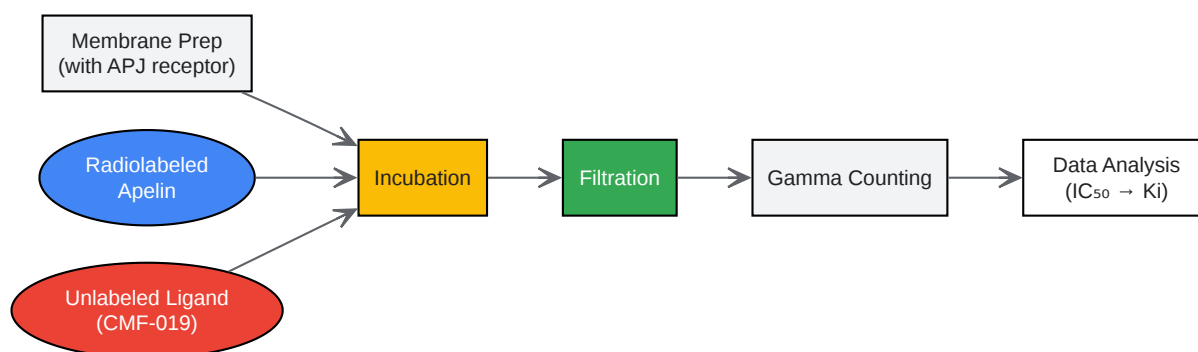 Membrane Prep
(with APJ receptor)
Radiolabeled
Apelin
Unlabeled Ligand
(CMF-019)
Incubation
Filtration
Gamma Counting
Data Analysis
(IC₅₀ → Ki)